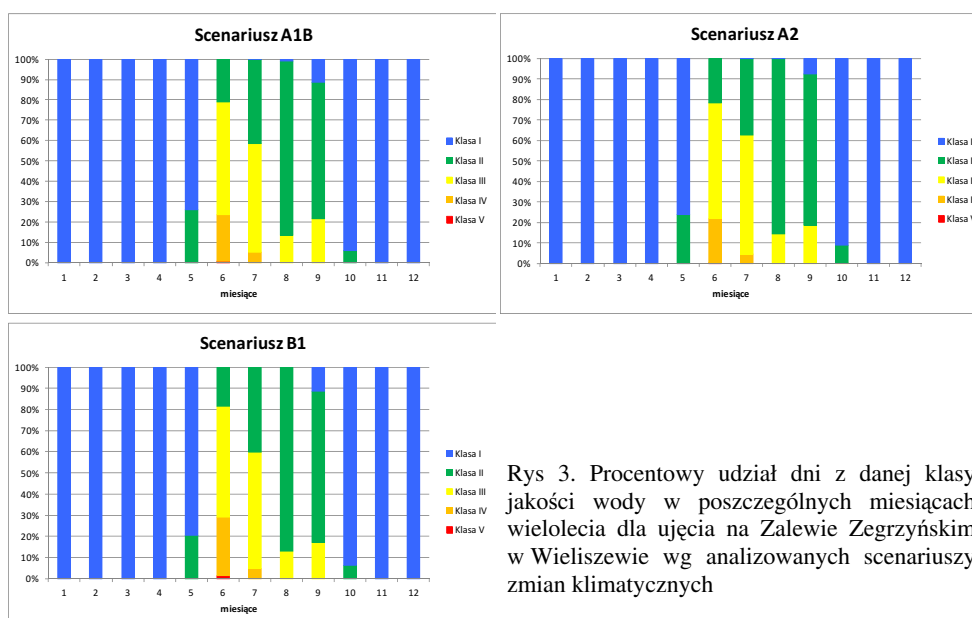 Scenariusz A1B
100%
90%
80%
70%
60%
50%
40%
30%
20%
10%
0%
1 2 3 4 5 6 7 8 9 10 11 12
miesiące
Klasa I
Klasa II
Klasa III
Klasa IV
Klasa V
Scenariusz A2
100%
90%
80%
70%
60%
50%
40%
30%
20%
10%
0%
1 2 3 4 5 6 7 8 9 10 11 12
miesiące
Klasa
Klasa
Klasa
Klasa
Klasa
Scenariusz B1
100%
90%
80%
70%
60%
50%
40%
30%
20%
10%
0%
1 2 3 4 5 6 7 8 9 10 11 12
miesiące
Klasa I
Klasa II
Klasa III
Klasa IV
Klasa V
Rys 3. Procentowy udział dni z danej klasy
jakości wody w poszczególnych miesiącach
wielolecia dla ujęcia na Zalewie Zegrzyńskim
w Wieliszewie wg analizowanych scenariuszy
zmian klimatycznych